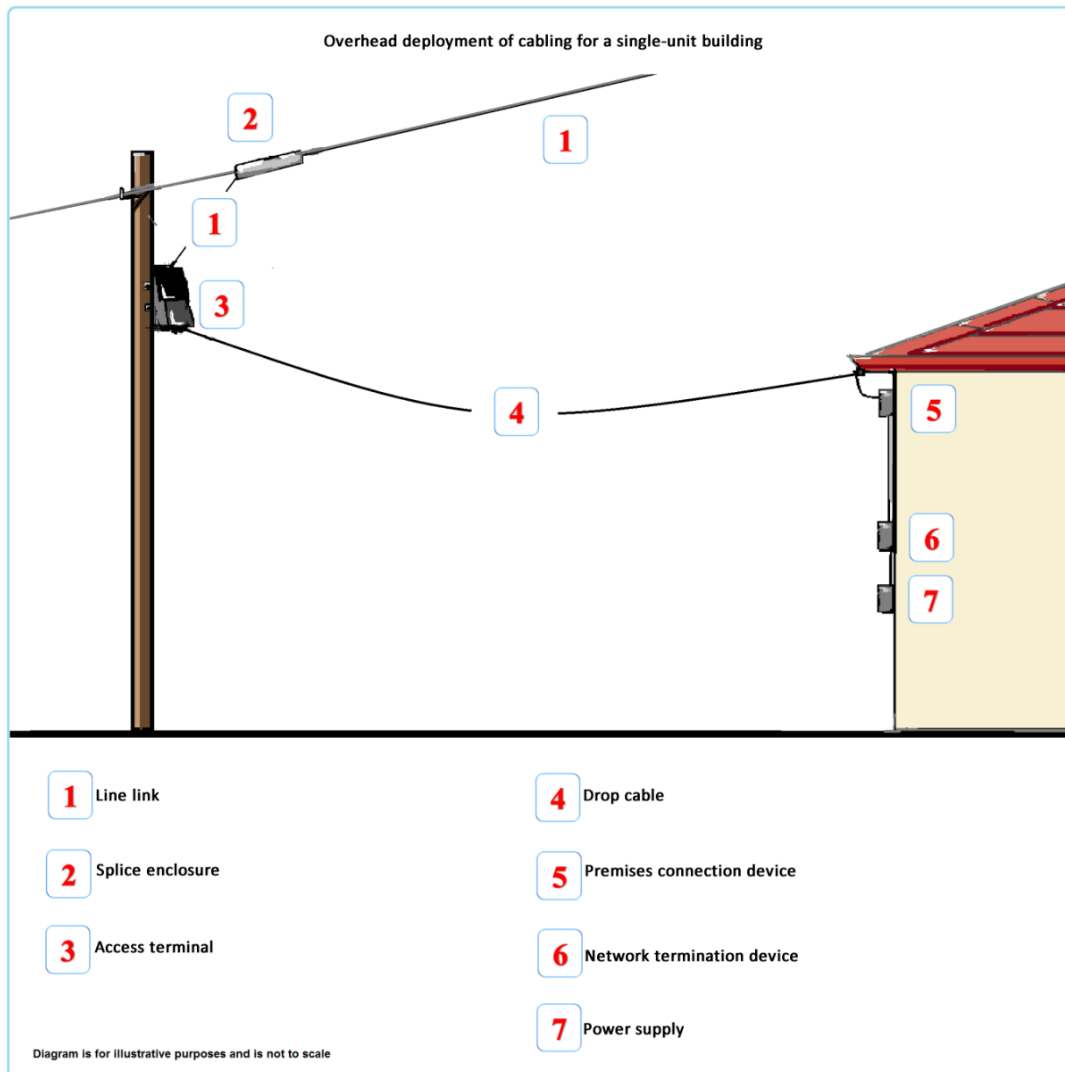 Overhead deployment of cabling for a single-unit building
2
1
1
3
4
5
6
7
1 Line link
2 Splice enclosure
3 Access terminal
4 Drop cable
5 Premises connection device
6 Network termination device
7 Power supply
Diagram is for illustrative purposes and is not to scale